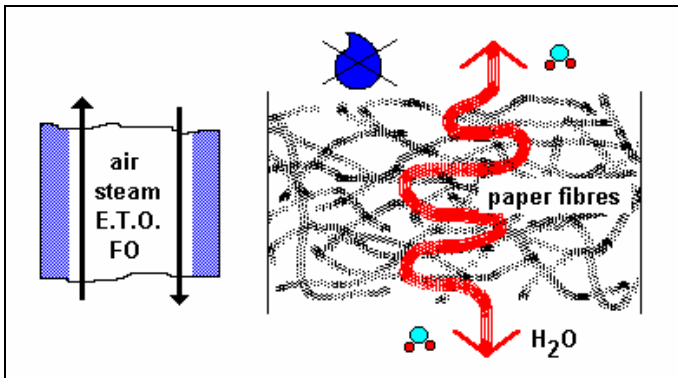 air
steam
E.T.O.
FO
paper fibres
H₂O